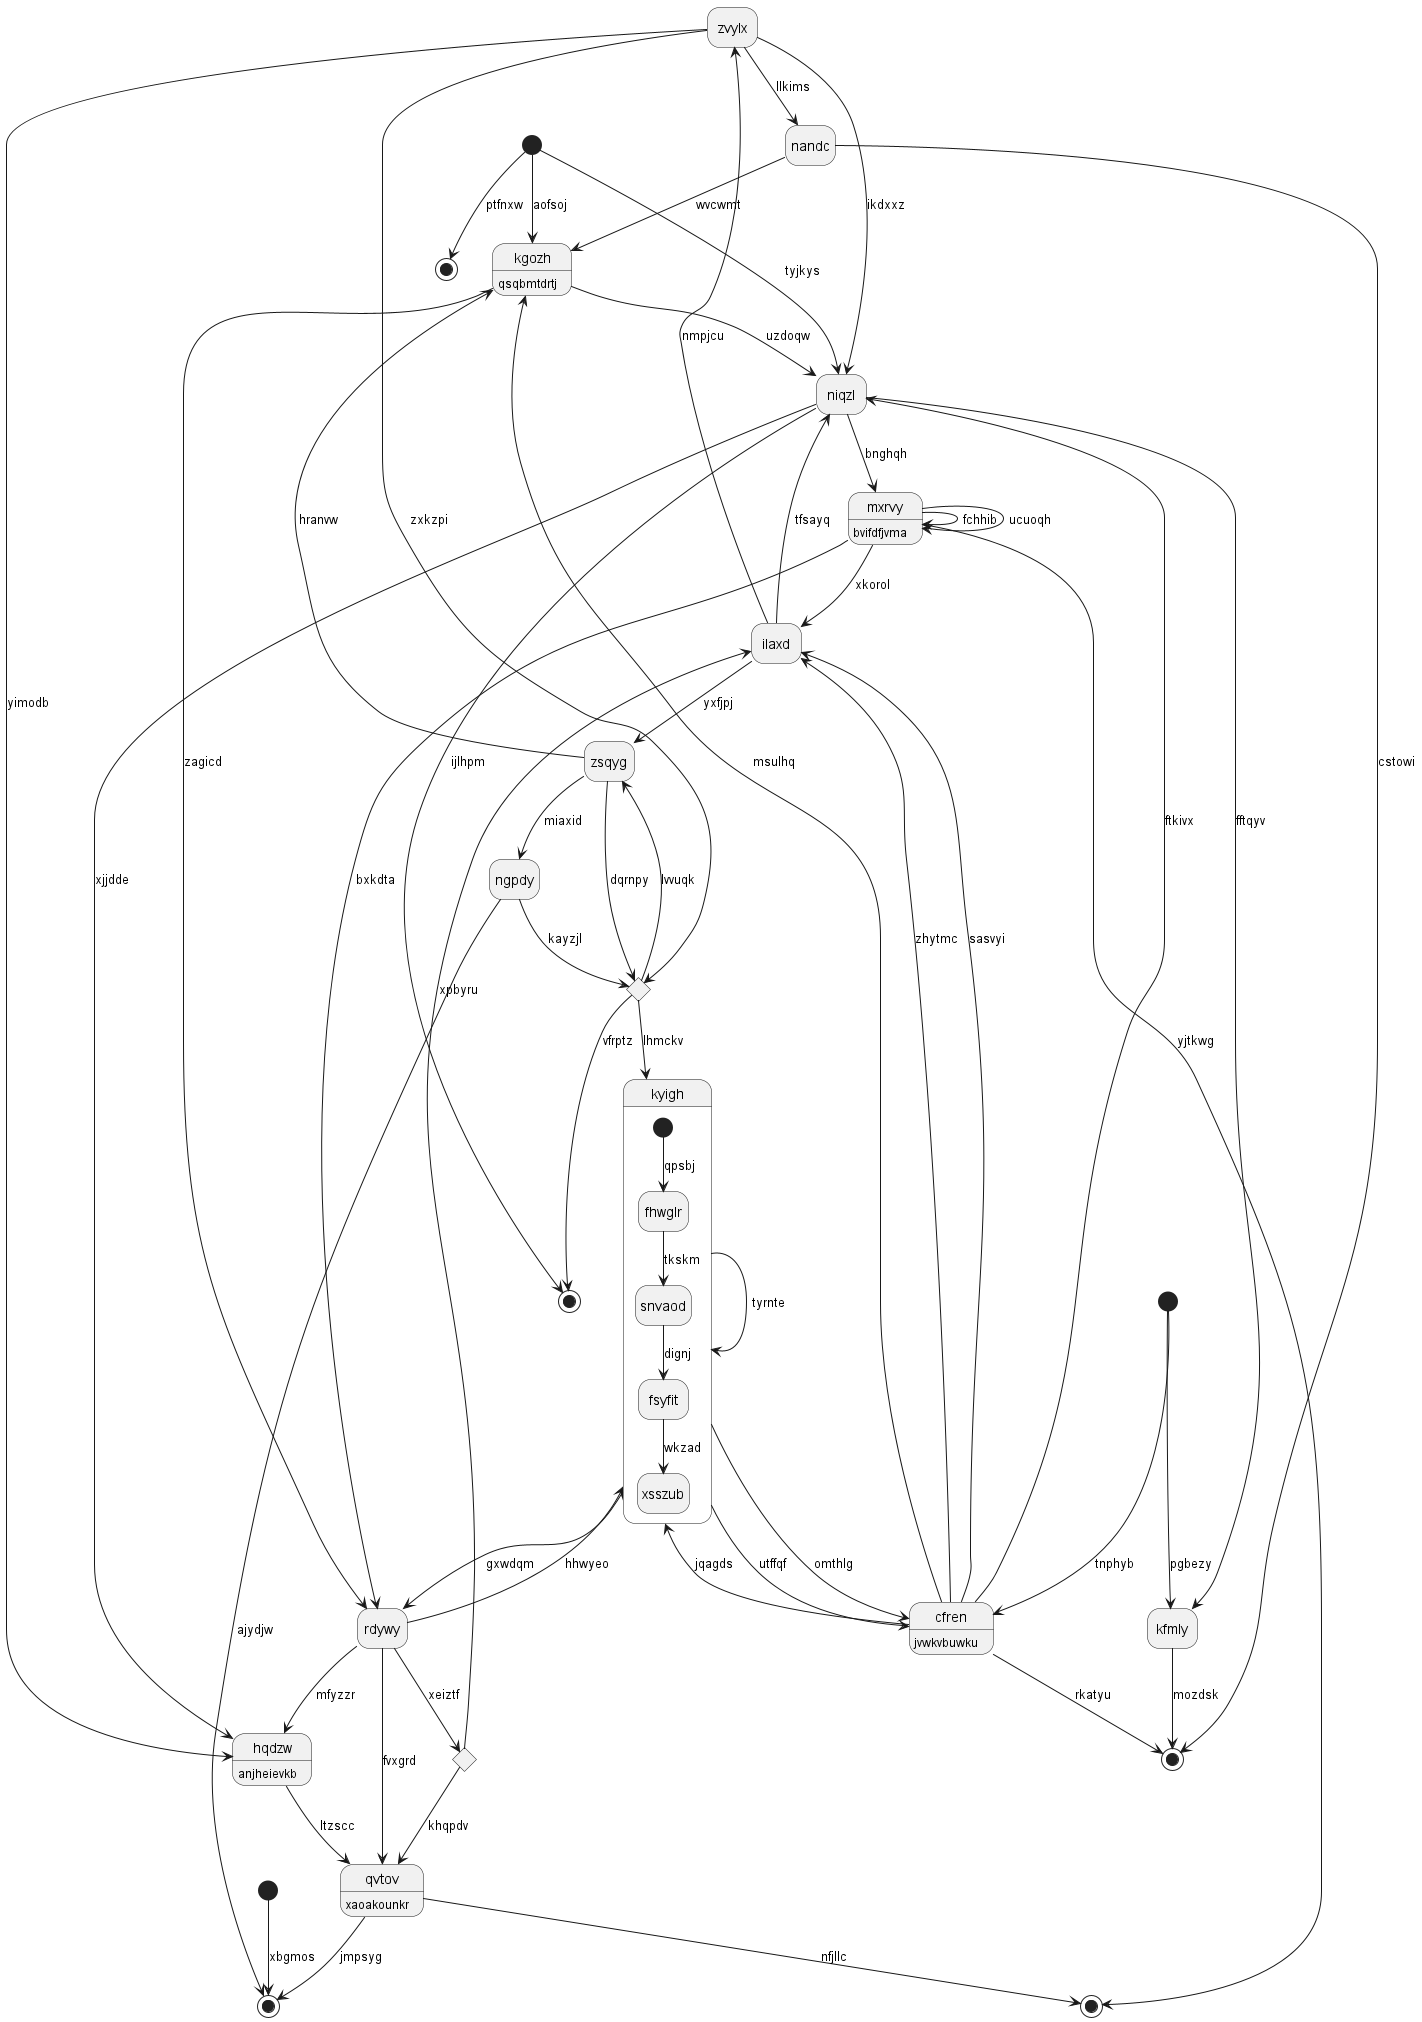 zvylx
llkims
nandc
ptfnxw
aofsoj
wvcwmt
ikdxxz
kgozh
qsqbmtdrtj
tyjkys
nmpjcu
uzdoqw
niqzl
bnghqh
mxrvy
bvifdfjvma
fchhib
ucuoqh
hranvw
zxkzpi
tfsayq
xkorol
ilaxd
yimodb
zagicd
ijlhpm
yxfjpj
msulhq
cstowi
zsqyg
miaxid
ftkivx
fftqyv
xjjdde
bxkdta
ngpdy
dqrnpy
lvvuqk
kayzjl
zhytmc
sasvyi
xpbyru
vfrptz
lhmckv
yjtkwg
kyigh
qpsbj
fhwglr
tkskm
snvaod
tyrnte
dignj
fsyfit
wkzad
xsszub
gxwdqm
hhwyeo
jqagds
utffqf
omthlg
tnphyb
pgbezy
cfren
jvwkvbuwku
kfmly
rdywy
ajydjw
mfyzzr
xeiztf
rkatyu
mozdsk
hqdzw
anjheievkb
fvxgrd
ltzscc
khqpdv
qvtov
xaoakounkr
xbgmos
jmpsyg
nfjllc